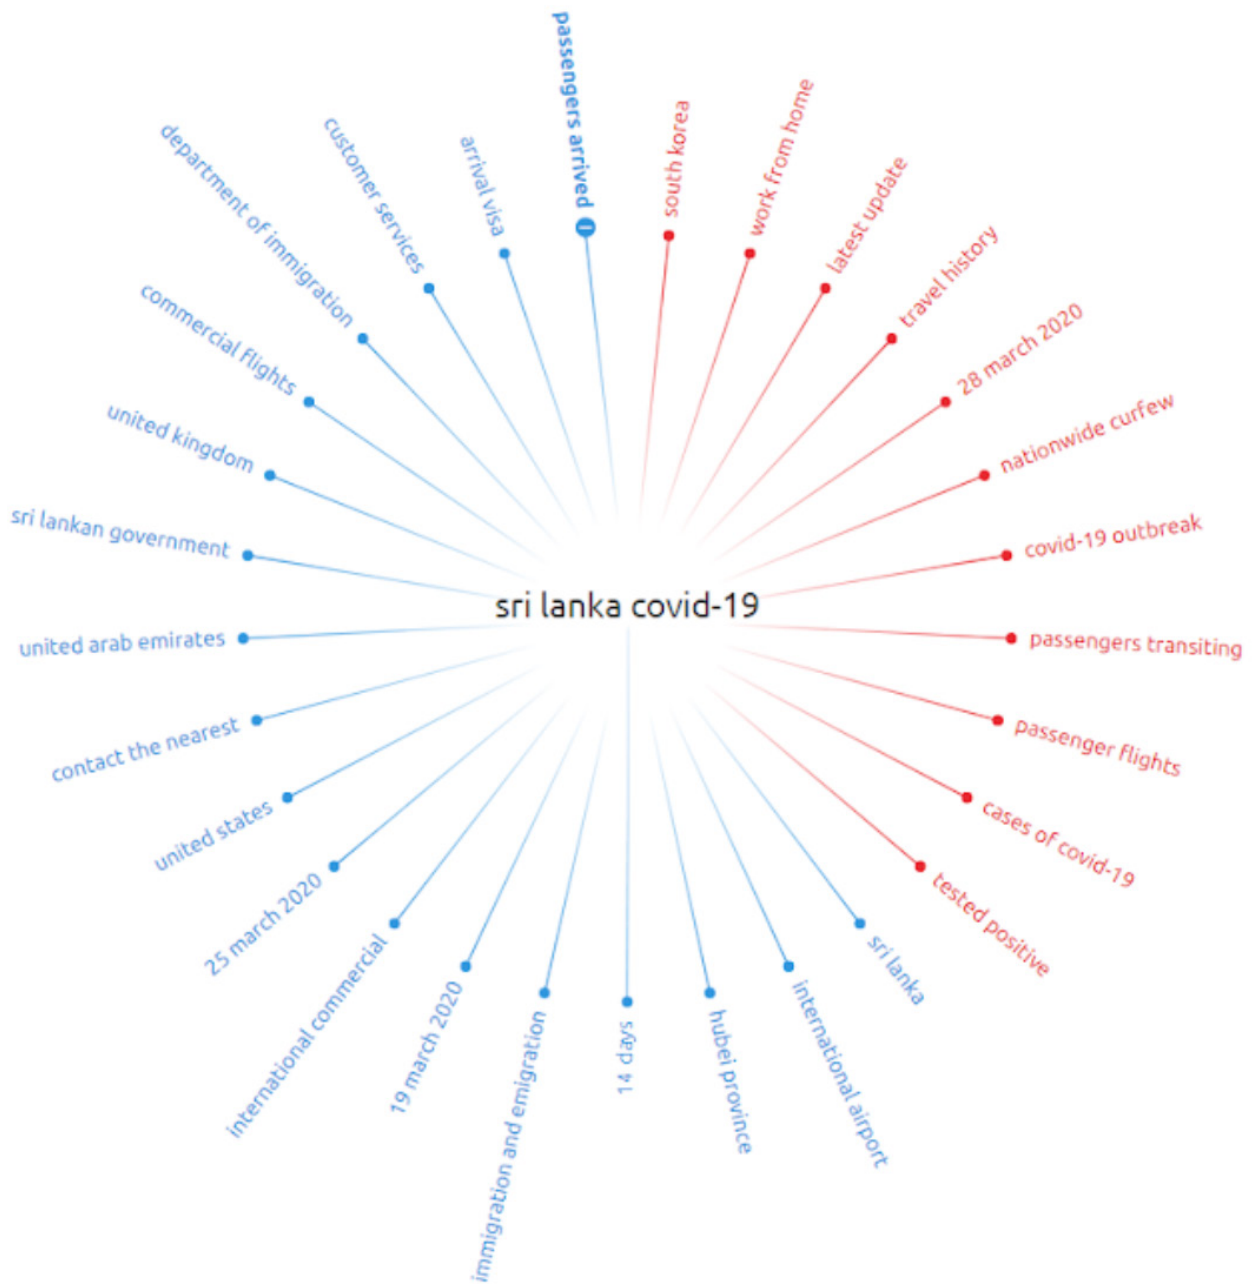 passengers arrived
south korea
work from home
latest update
travel history
28 march 2020
nationwide curfew
covid-19 outbreak
passengers transiting
passenger flights
cases of covid-19
tested positive
sri lanka
international airport
hubei province
14 days
immigration and emigration
19 march 2020
international commercial
25 march 2020
united states
contact the nearest
united arab emirates
sri lankan government
united kingdom
commercial flights
department of immigration
customer services
arrival visa
sri lanka covid-19